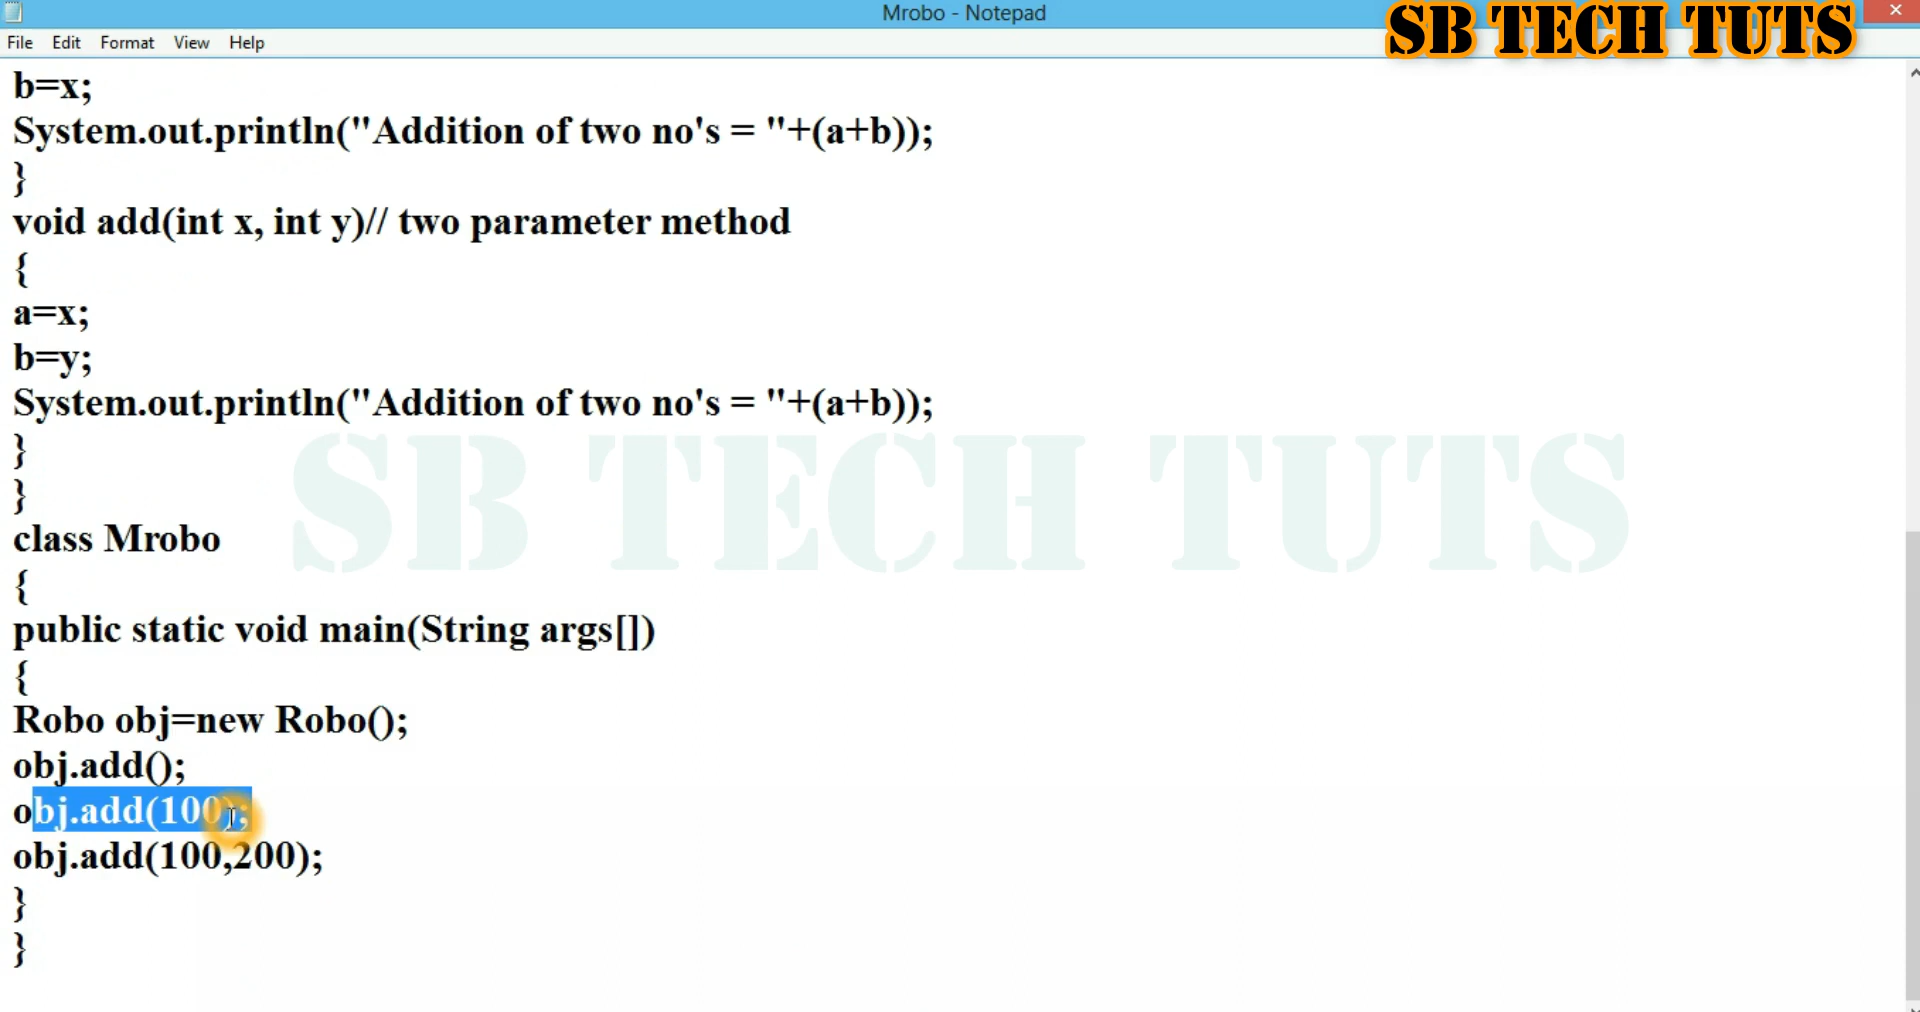 Mrobo - Notepad
SB TECH TUTS
File Edit Format View Help
b=x;
System.out.println("Addition of two no's = "+(a+b));
}
void add(int x, int y)// two parameter method
{
a=x;
b=y;
System.out.println("Addition of two no's = "+(a+b));
}
SB TECH TUTS
}
class Mrobo
{
public static void main(String args[])
{
Robo obj=new Robo();
obj.add();
obj.add(100);
obj.add(100,200);
}
}